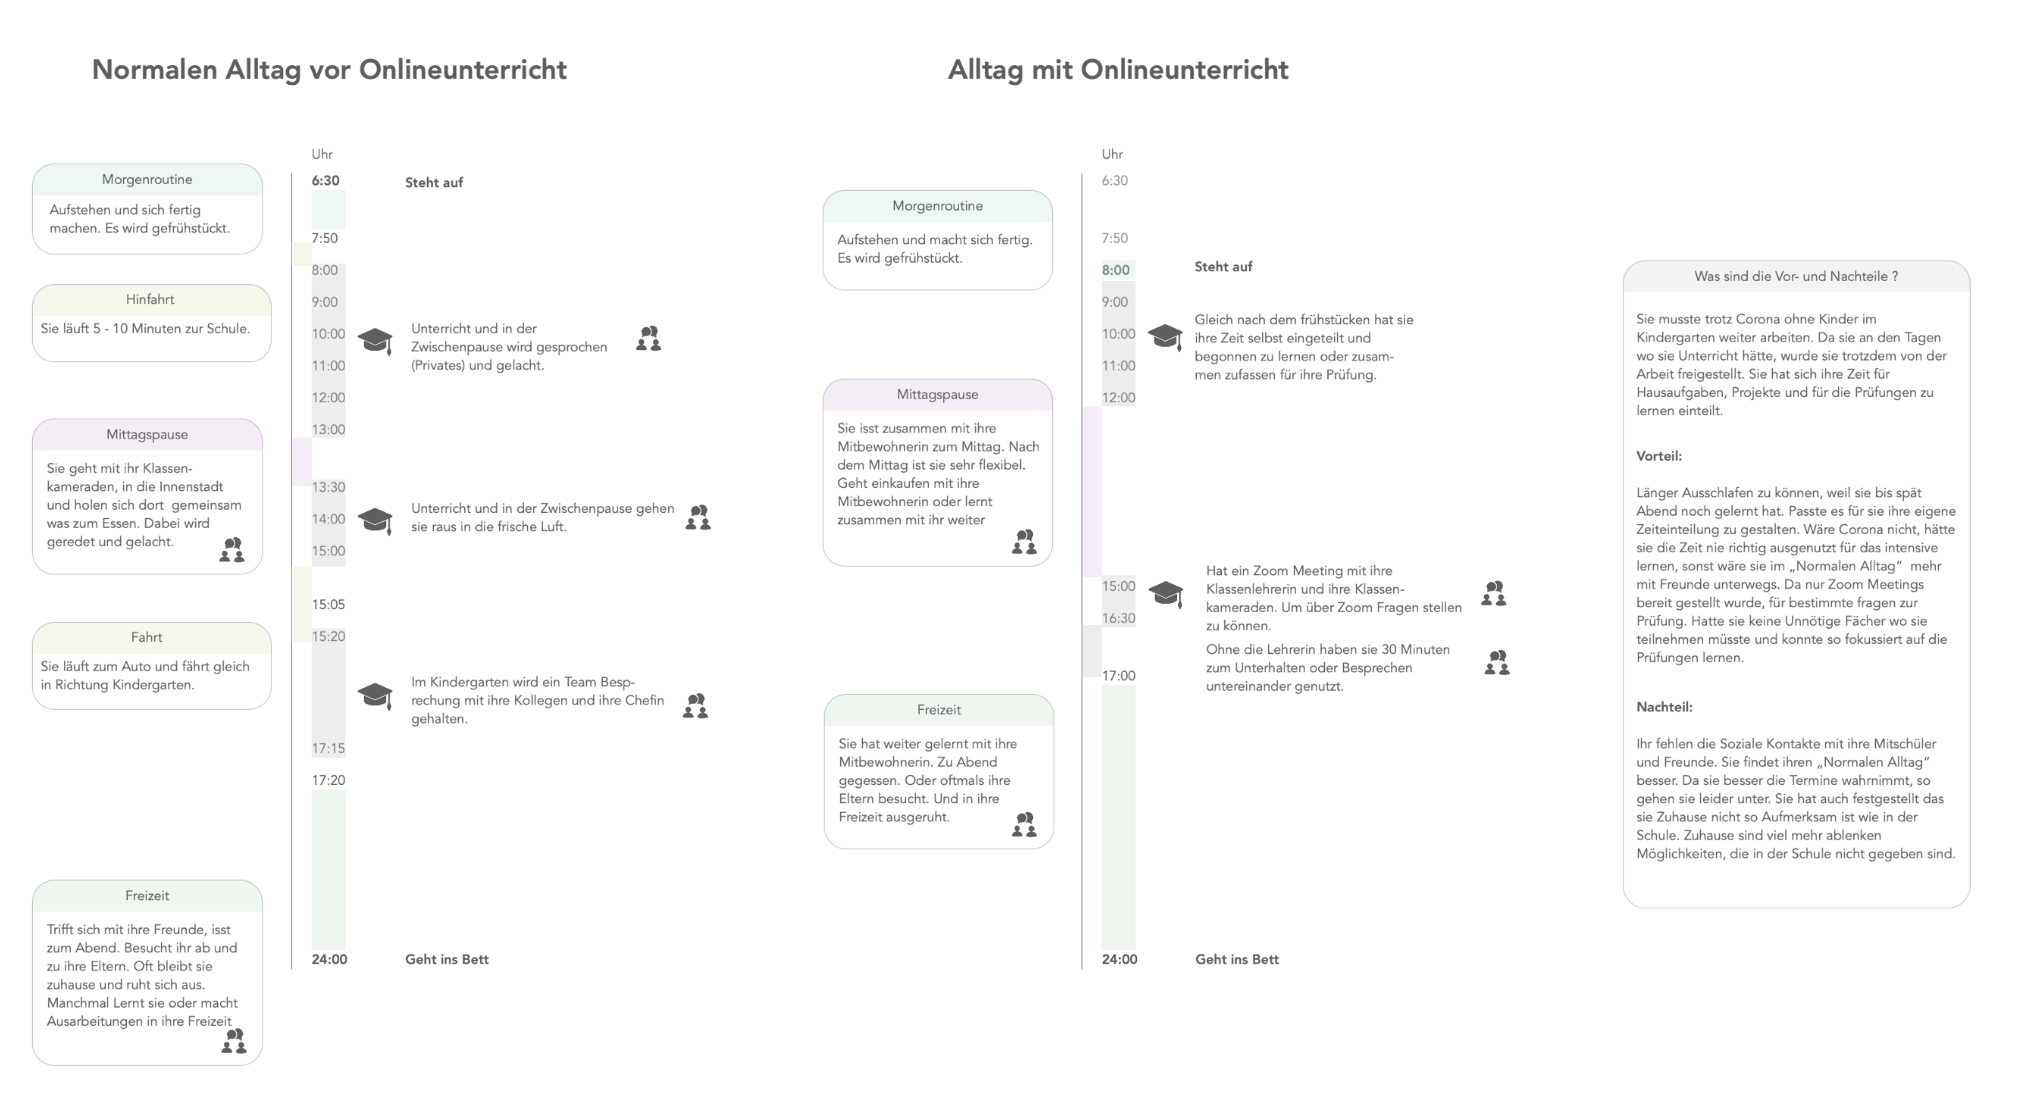 Normalen Alltag vor Onlineunterricht
Morgenroutine
Aufstehen und sich fertig
machen. Es wird gefrühstückt.
Hinfahrt
Sie läuft 5 - 10 Minuten zur Schule.
Mittagspause
Sie geht mit ihr Klassen-
kameraden, in die Innenstadt
und holen sich dort gemeinsam
was zum Essen. Dabei wird
geredet und gelacht.
Fahrt
Sie läuft zum Auto und fährt gleich
in Richtung Kindergarten.
Freizeit
Trifft sich mit ihre Freunde, isst
zum Abend. Besucht ihr ab und
zu ihre Eltern. Oft bleibt sie
zuhause und ruht sich aus.
Manchmal Lernt sie oder macht
Ausarbeitungen in ihre Freizeit
Uhr
6:30
Steht auf
7:50
8:00
9:00
10:00
11:00
Unterricht und in der
Zwischenpause wird gesprochen
(Privates) und gelacht.
12:00
13:00
13:30
14:00
Unterricht und in der Zwischenpause gehen
sie raus in die frische Luft.
15:00
15:05
15:20
Im Kindergarten wird ein Team Besp-
rechung mit ihre Kollegen und ihre Chefin
gehalten.
17:15
17:20
24:00
Geht ins Bett
Alltag mit Onlineunterricht
Morgenroutine
Aufstehen und macht sich fertig.
Es wird gefrühstückt.
Mittagspause
Sie isst zusammen mit ihre
Mitbewohnerin zum Mittag. Nach
dem Mittag ist sie sehr flexibel.
Geht einkaufen mit ihre
Mitbewohnerin oder lernt
zusammen mit ihr weiter
Freizeit
Sie hat weiter gelernt mit ihre
Mitbewohnerin. Zu Abend
gegessen. Oder oftmals ihre
Eltern besucht. Und in ihre
Freizeit ausgeruht.
Uhr
6:30
7:50
8:00
Steht auf
9:00
10:00
11:00
12:00
Gleich nach dem frühstücken hat sie
ihre Zeit selbst eingeteilt und
begonnen zu lernen oder zusam-
men zufassen für ihre Prüfung.
15:00
16:30
17:00
Hat ein Zoom Meeting mit ihre
Klassenlehrerin und ihre Klassen-
kameraden. Um über Zoom Fragen stellen
zu können.
Ohne die Lehrerin haben sie 30 Minuten
zum Unterhalten oder Besprechen
untereinander genutzt.
24:00
Geht ins Bett
Was sind die Vor- und Nachteile ?
Sie musste trotz Corona ohne Kinder im
Kindergarten weiter arbeiten. Da sie an den Tagen
wo sie Unterricht hätte, wurde sie trotzdem von der
Arbeit freigestellt. Sie hat sich ihre Zeit für
Hausaufgaben, Projekte und für die Prüfungen zu
lernen einteilt.
Vorteil:
Länger Ausschlafen zu können, weil sie bis spät
Abend noch gelernt hat. Passte es für sie ihre eigene
Zeiteinteilung zu gestalten. Wäre Corona nicht, hätte
sie die Zeit nie richtig ausgenutzt für das intensive
lernen, sonst wäre sie im „Normalen Alltag“ mehr
mit Freunde unterwegs. Da nur Zoom Meetings
bereit gestellt wurde, für bestimmte fragen zur
Prüfung. Hatte sie keine Unnötige Fächer wo sie
teilnehmen müsste und konnte so fokussiert auf die
Prüfungen lernen.
Nachteil:
Ihr fehlen die Soziale Kontakte mit ihre Mitschüler
und Freunde. Sie findet ihren „Normalen Alltag“
besser. Da sie besser die Termine wahrnimmt, so
gehen sie leider unter. Sie hat auch festgestellt das
sie Zuhause nicht so Aufmerksam ist wie in der
Schule. Zuhause sind viel mehr ablenken
Möglichkeiten, die in der Schule nicht gegeben sind.